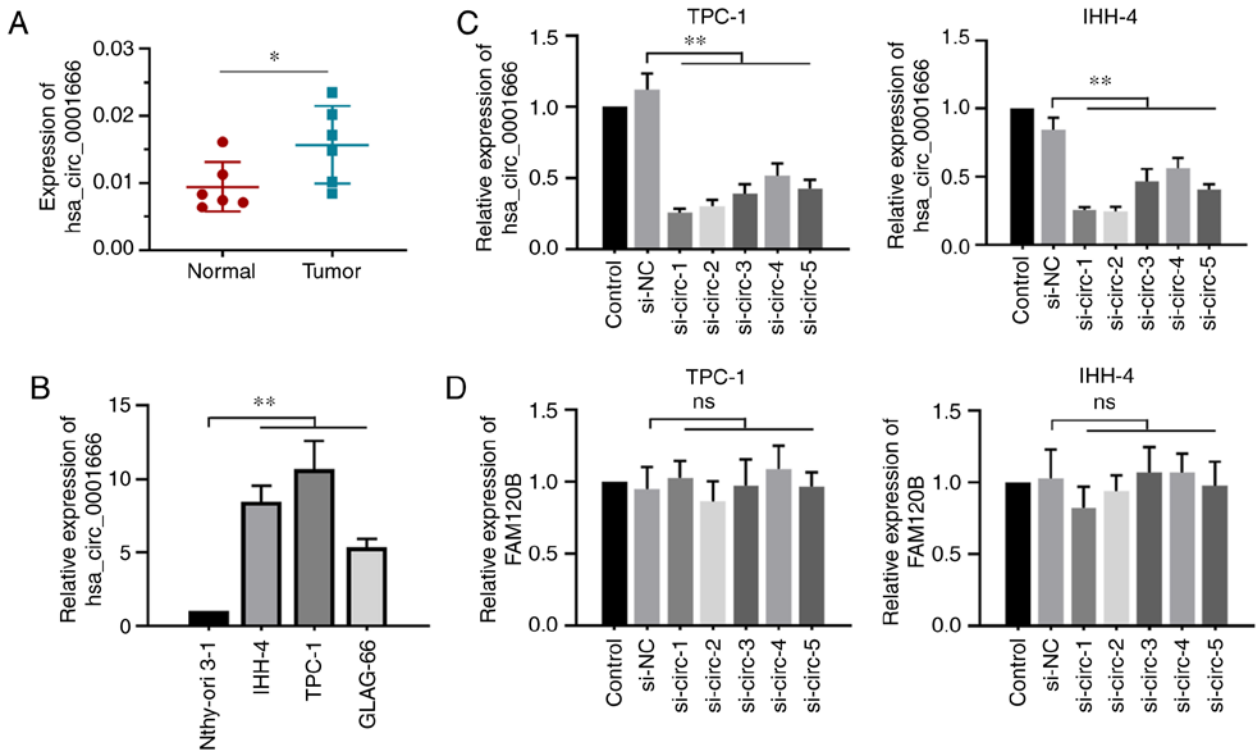 A
Expression of
hsa_circ_0001666
0.03
0.02
0.01
0.00
*
Normal
Tumor
B
Relative expression of
hsa_circ_0001666
15
10
5
0
**
Nthy-ori 3-1
IHH-4
TPC-1
GLAG-66
C
TPC-1
Relative expression of
hsa_circ_0001666
1.5
1.0
0.5
0.0
**
Control
si-NC
si-circ-1
si-circ-2
si-circ-3
si-circ-4
si-circ-5
IHH-4
Relative expression of
hsa_circ_0001666
1.5
1.0
0.5
0.0
**
Control
si-NC
si-circ-1
si-circ-2
si-circ-3
si-circ-4
si-circ-5
D
TPC-1
ns
Relative expression of
FAM120B
1.5
1.0
0.5
0.0
Control
si-NC
si-circ-1
si-circ-2
si-circ-3
si-circ-4
si-circ-5
IHH-4
ns
Relative expression of
FAM120B
1.5
1.0
0.5
0.0
Control
si-NC
si-circ-1
si-circ-2
si-circ-3
si-circ-4
si-circ-5